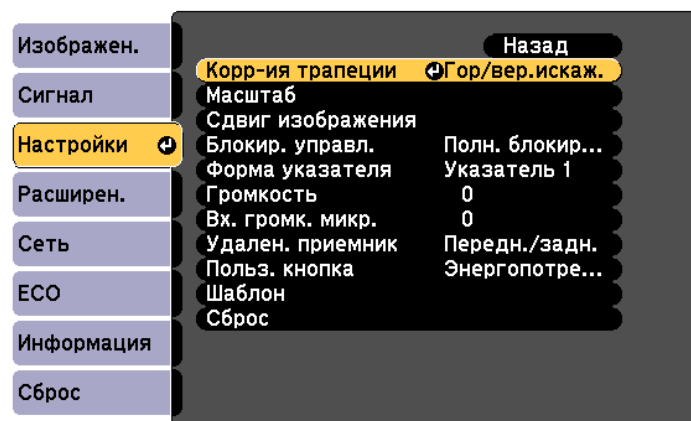 Изображен.
Сигнал
Настройки
Расширен.
Сеть
ECO
Информация
Сброс
Назад
Корр-ия трапеции Гор/вер.искаж.
Масштаб
Сдвиг изображения
Блокир. управл. Полн. блокир...
Форма указателя Указатель 1
Громкость 0
Вх. громк. микр. 0
Удален. приемник Передн./задн.
Польз. кнопка Энергопотре...
Шаблон
Сброс